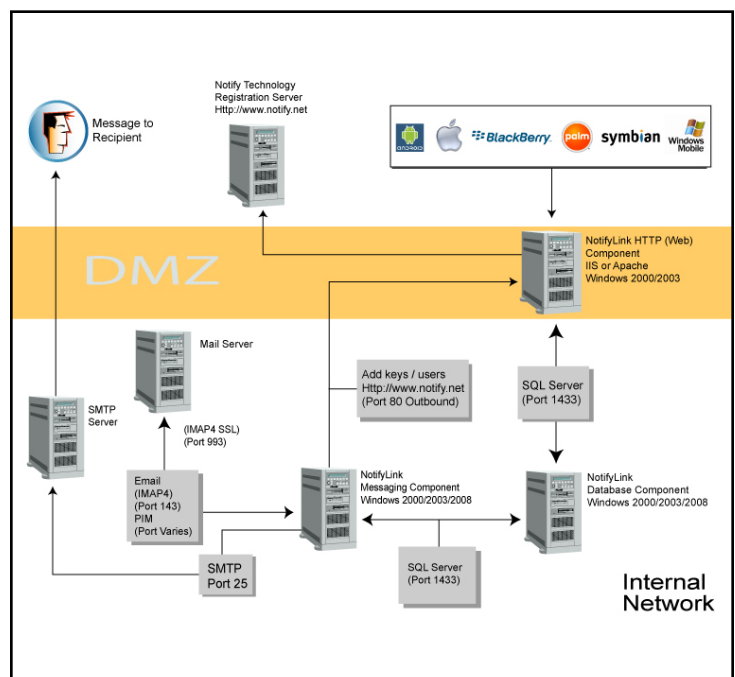 Notify Technology
Registration Server
Http://www.notify.net
Message to
Recipient
ANDROID
BlackBerry.
palm
symbian
Windows
Mobile
DMZ
NotifyLink HTTP (Web)
Component
IIS or Apache
Windows 2000/2003
Mail Server
Add keys / users
Http://www.notify.net
(Port 80 Outbound)
SQL Server
(Port 1433)
SMTP
Server
(IMAP4 SSL)
(Port 993)
Email
(IMAP4)
(Port 143)
PIM
(Port Varies)
NotifyLink
Messaging Component
Windows 2000/2003/2008
NotifyLink
Database Component
Windows 2000/2003/2008
SMTP
Port 25
SQL Server
(Port 1433)
Internal
Network